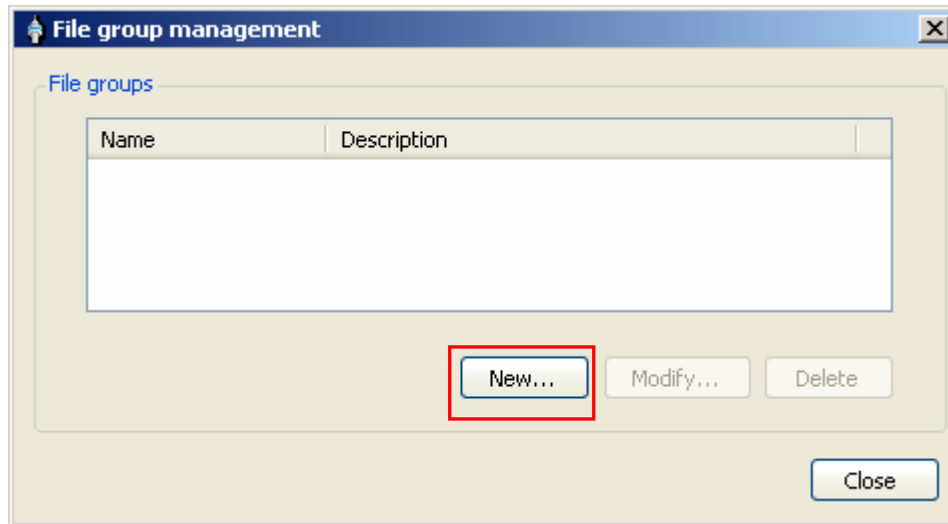 File group management
File groups
Name Description
New... Modify... Delete
Close